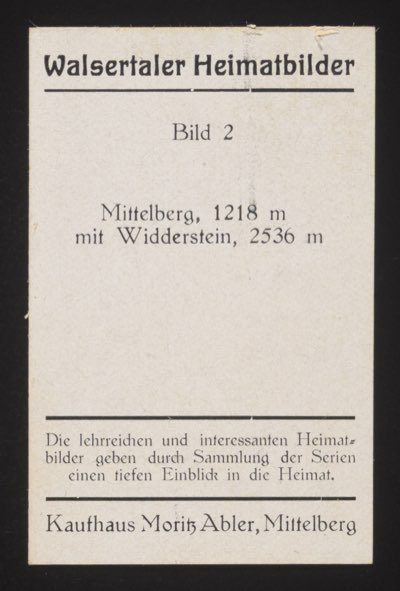 Walsertaler Heimatbilder
Bild 2
Mittelberg, 1218 m
mit Widderstein, 2536 m
Die lehrreichen und interessanten Heimat-
bilder geben durch Sammlung der Serien
einen tiefen Einblick in die Heimat.
Kaufhaus Moritz Abler, Mittelberg